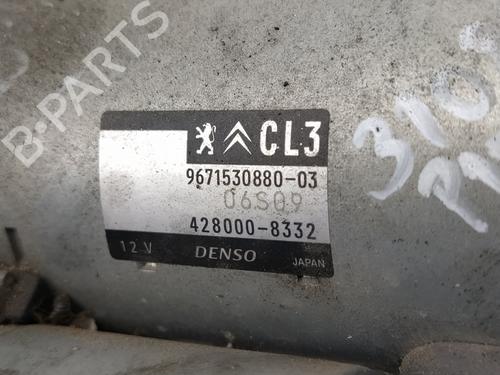 B-PARTS
CL3
9671530880-03
06S09
428000-8332
12 V DENSO JAPAN